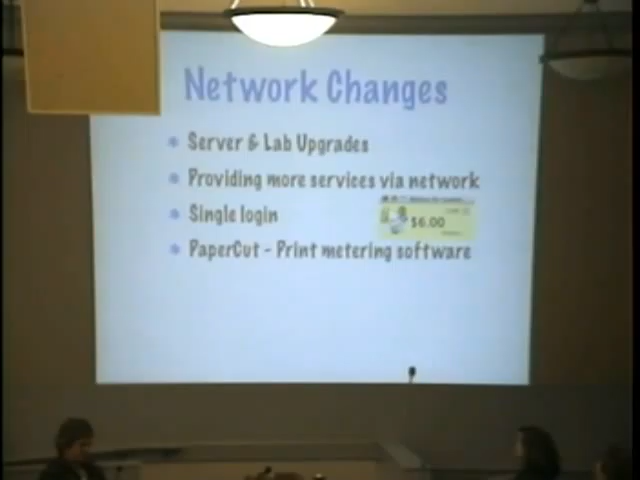 Network Changes
Server & Lab Upgrades
Providing more services via network
Single login
$6.00
PaperCut - Print metering software